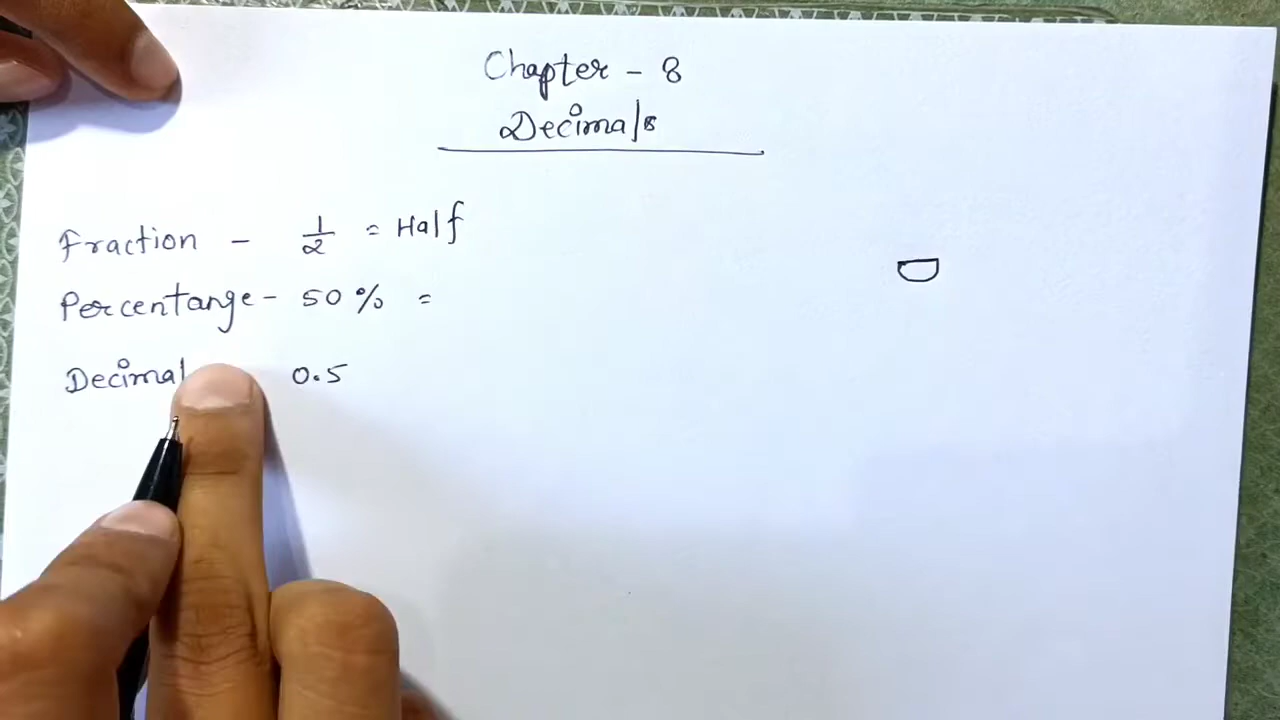 Chapter - 8
Decimals
Fraction - 1/2 = Half
Percentange - 50 % =
Decimal 0.5